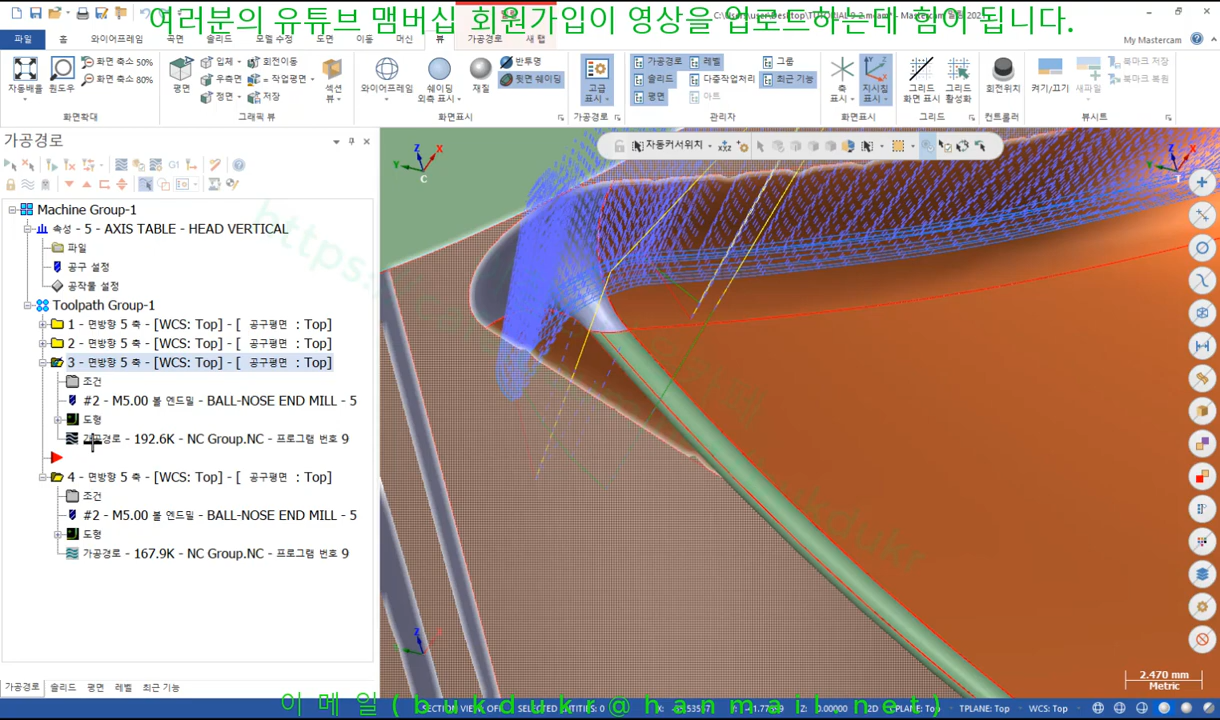 여러분의 유튜브 맴버십 회원가입이 영상을 업로드하는데 힘이 됩니다.
My Mastercam
파일 홈 와이어프레임 곡면 솔리드 모델 수정 도면 이동 머신 뷰 가공경로 새 탭
자동배율 원도우 화면 축소 50% 화면 축소 80%
화면확대
평면 입체 우측면 정면 회전이동 = 작업평면 저장 섹션 뷰
그래픽 뷰
와이어프레임 쉐이딩 외측 표시 재질 반투명 뒷면 쉐이딩
화면표시
고급 표시
가공경로
가공경로 솔리드 평면 레벨 다중작업처리 아트 그룹 최근 기능
관리자
축 표시 지시침 표시
화면표시
그리드 화면 표시 그리드 활성화
그리드
회전위치
컨트롤러
켜기/끄기 새파일 북마크 저장 북마크 복원
뷰시트
가공경로
자동커서위치
G1
Machine Group-1
속성 - 5 - AXIS TABLE - HEAD VERTICAL
파일
공구 설정
공작물 설정
Toolpath Group-1
1 - 면방향 5 축 - [WCS: Top] - [ 공구평면 : Top]
2 - 면방향 5 축 - [WCS: Top] - [ 공구평면 : Top]
3 - 면방향 5 축 - [WCS: Top] - [ 공구평면 : Top]
조건
#2 - M5.00 볼 엔드밀 - BALL-NOSE END MILL - 5
도형
가공경로 - 192.6K - NC Group.NC - 프로그램 번호 9
4 - 면방향 5 축 - [WCS: Top] - [ 공구평면 : Top]
조건
#2 - M5.00 볼 엔드밀 - BALL-NOSE END MILL - 5
도형
가공경로 - 167.9K - NC Group.NC - 프로그램 번호 9
Z X Y C
Z X T
Z
2.470 mm
Metric
가공경로 솔리드 평면 레벨 최근 기능
이 메 일 ( b u k d u k r @ h a n m a i l . n e t )
SECTION VIEW: OFF SELECTED ENTITIES: 0 Z: 0.00000 2D CPLANE: Top TPLANE: Top WCS: Top